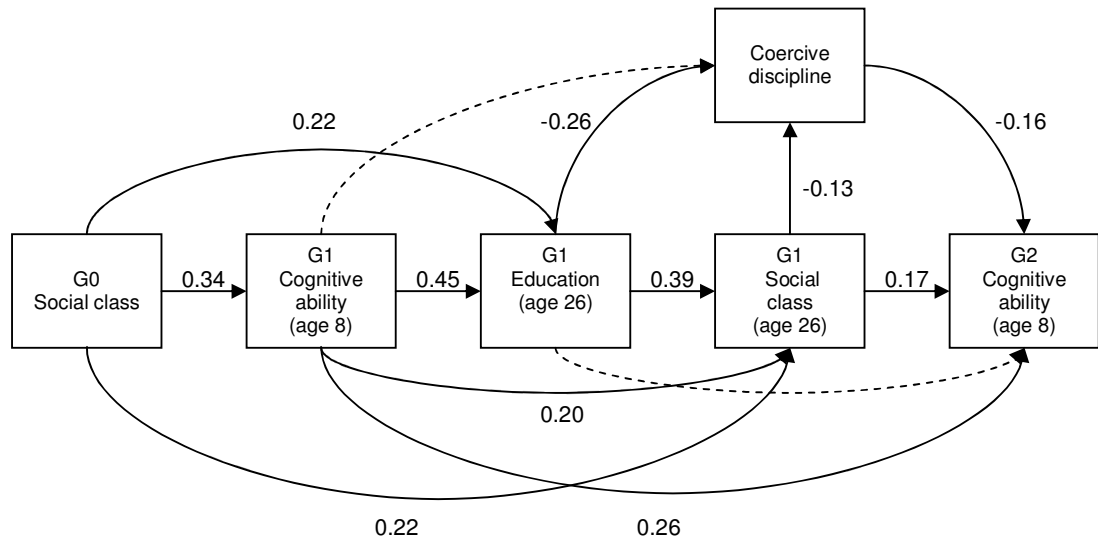 Coercive
discipline
0.22
-0.26
-0.16
-0.13
G0
Social class
0.34
G1
Cognitive
ability
(age 8)
0.45
G1
Education
(age 26)
0.39
G1
Social
class
(age 26)
0.17
G2
Cognitive
ability
(age 8)
0.20
0.22
0.26